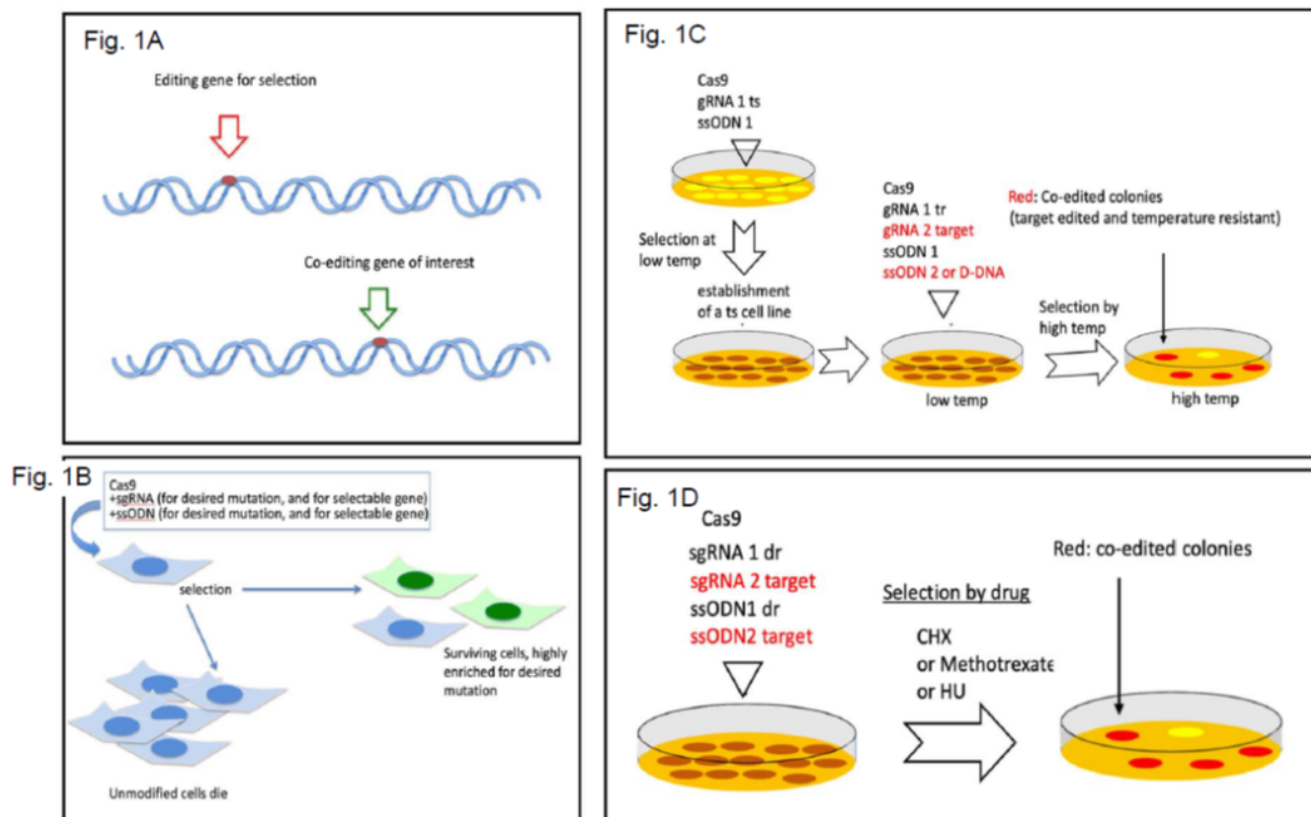 Fig. 1A
Editing gene for selection
Co-editing gene of interest
Fig. 1B
Cas9
+sgRNA (for desired mutation, and for selectable gene)
+ssODN (for desired mutation, and for selectable gene)
selection
Surviving cells, highly
enriched for desired
mutation
Unmodified cells die
Fig. 1C
Cas9
gRNA 1 ts
ssODN 1
Selection at
low temp
establishment
of a ts cell line
Cas9
gRNA 1 tr
gRNA 2 target
ssODN 1
ssODN 2 or D-DNA
low temp
Selection by
high temp
Red: Co-edited colonies
(target edited and temperature resistant)
high temp
Fig. 1D
Cas9
sgRNA 1 dr
sgRNA 2 target
ssODN1 dr
ssODN2 target
Selection by drug
CHX
or Methotrexate
or HU
Red: co-edited colonies